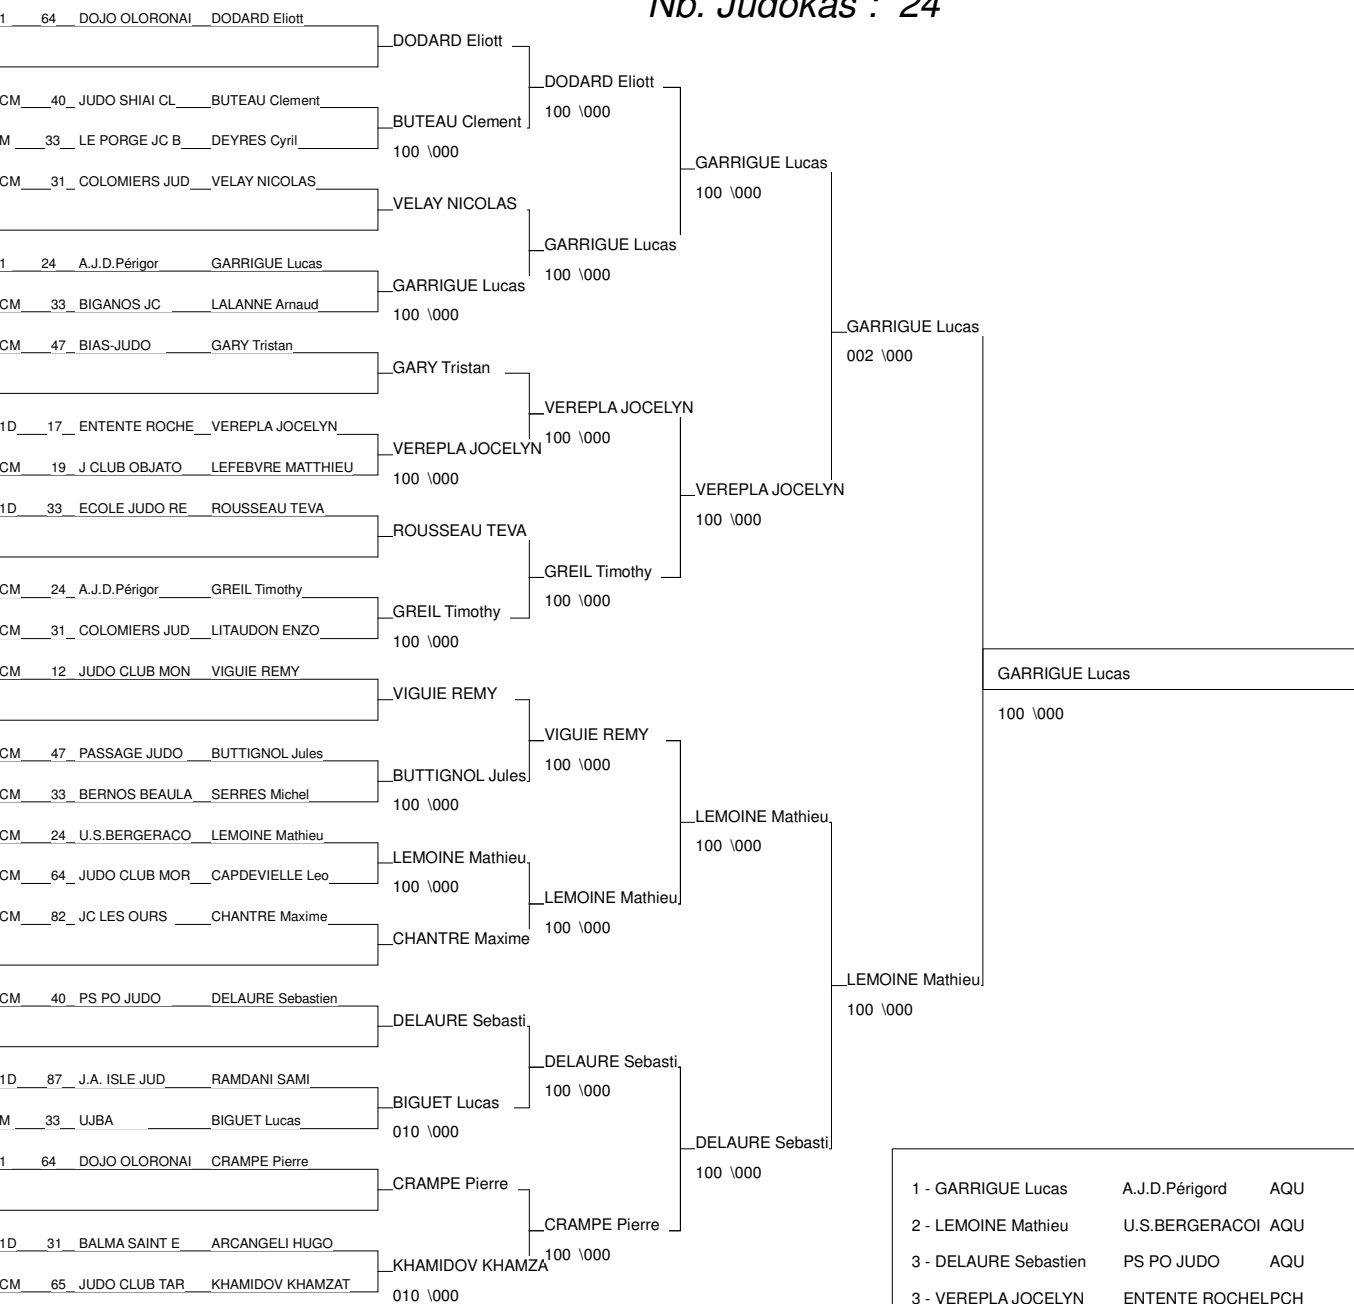 Nb. Judokas : 24
1 64 DOJO OLORONAI DODARD Eliott
DODARD Eliott
DODARD Eliott
100 \000
CM 40 JUDO SHIAI CL BUTEAU Clement
BUTEAU Clement
100 \000
M 33 LE PORGE JC B DEYRES Cyril
GARRIGUE Lucas
100 \000
CM 31 COLOMIERS JUD VELAY NICOLAS
VELAY NICOLAS
GARRIGUE Lucas
100 \000
1 24 A.J.D.Périgor GARRIGUE Lucas
GARRIGUE Lucas
100 \000
CM 33 BIGANOS JC LALANNE Arnaud
GARRIGUE Lucas
002 \000
CM 47 BIAS-JUDO GARY Tristan
GARY Tristan
VEREPLA JOCELYN
100 \000
1D 17 ENTENTE ROCHE VEREPLA JOCELYN
VEREPLA JOCELYN
100 \000
CM 19 J CLUB OBJATO LEFEBVRE MATTHIEU
VEREPLA JOCELYN
100 \000
1D 33 ECOLE JUDO RE ROUSSEAU TEVA
ROUSSEAU TEVA
GREIL Timothy
100 \000
CM 24 A.J.D.Périgor GREIL Timothy
GREIL Timothy
100 \000
CM 31 COLOMIERS JUD LITAUDON ENZO
GARRIGUE Lucas
100 \000
CM 12 JUDO CLUB MON VIGUIE REMY
VIGUIE REMY
VIGUIE REMY
100 \000
CM 47 PASSAGE JUDO BUTTIGNOL Jules
BUTTIGNOL Jules
100 \000
CM 33 BERNOS BEAULA SERRES Michel
LEMOINE Mathieu
100 \000
CM 24 U.S.BERGERACO LEMOINE Mathieu
LEMOINE Mathieu
100 \000
CM 64 JUDO CLUB MOR CAPDEVIELLE Leo
LEMOINE Mathieu
100 \000
CM 82 JC LES OURS CHANTRE Maxime
CHANTRE Maxime
LEMOINE Mathieu
100 \000
CM 40 PS PO JUDO DELAURE Sebastien
DELAURE Sebasti
DELAURE Sebasti
100 \000
1D 87 J.A. ISLE JUD RAMDANI SAMI
BIGUET Lucas
010 \000
M 33 UJBA BIGUET Lucas
DELAURE Sebasti
100 \000
1 64 DOJO OLORONAI CRAMPE Pierre
CRAMPE Pierre
CRAMPE Pierre
100 \000
1D 31 BALMA SAINT E ARCANGELI HUGO
KHAMIDOV KHAMZA
010 \000
CM 65 JUDO CLUB TAR KHAMIDOV KHAMZAT
1 - GARRIGUE Lucas A.J.D.Périgord AQU
2 - LEMOINE Mathieu U.S.BERGERACOI AQU
3 - DELAURE Sebastien PS PO JUDO AQU
3 - VEREPLA JOCELYN ENTENTE ROCHELPCH